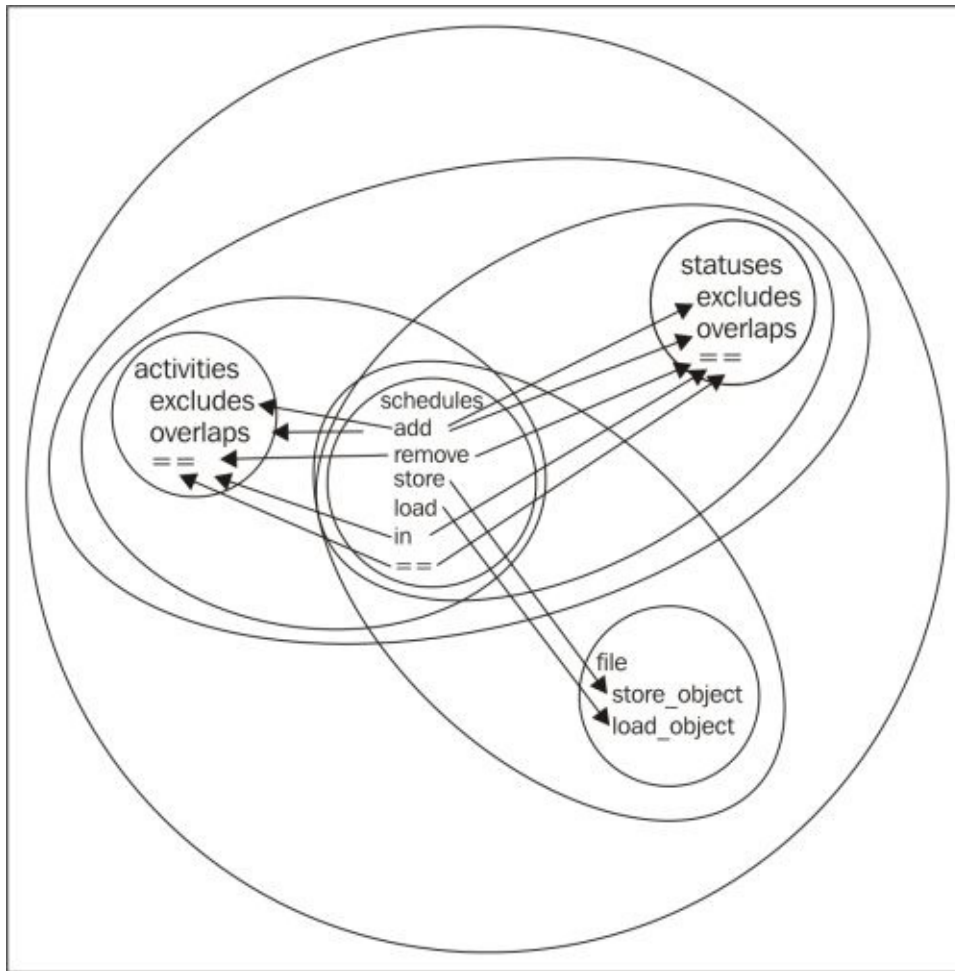 statuses
excludes
overlaps
==
activities
excludes
overlaps
==
schedules
add
remove
store
load
in
==
file
store_object
load_object